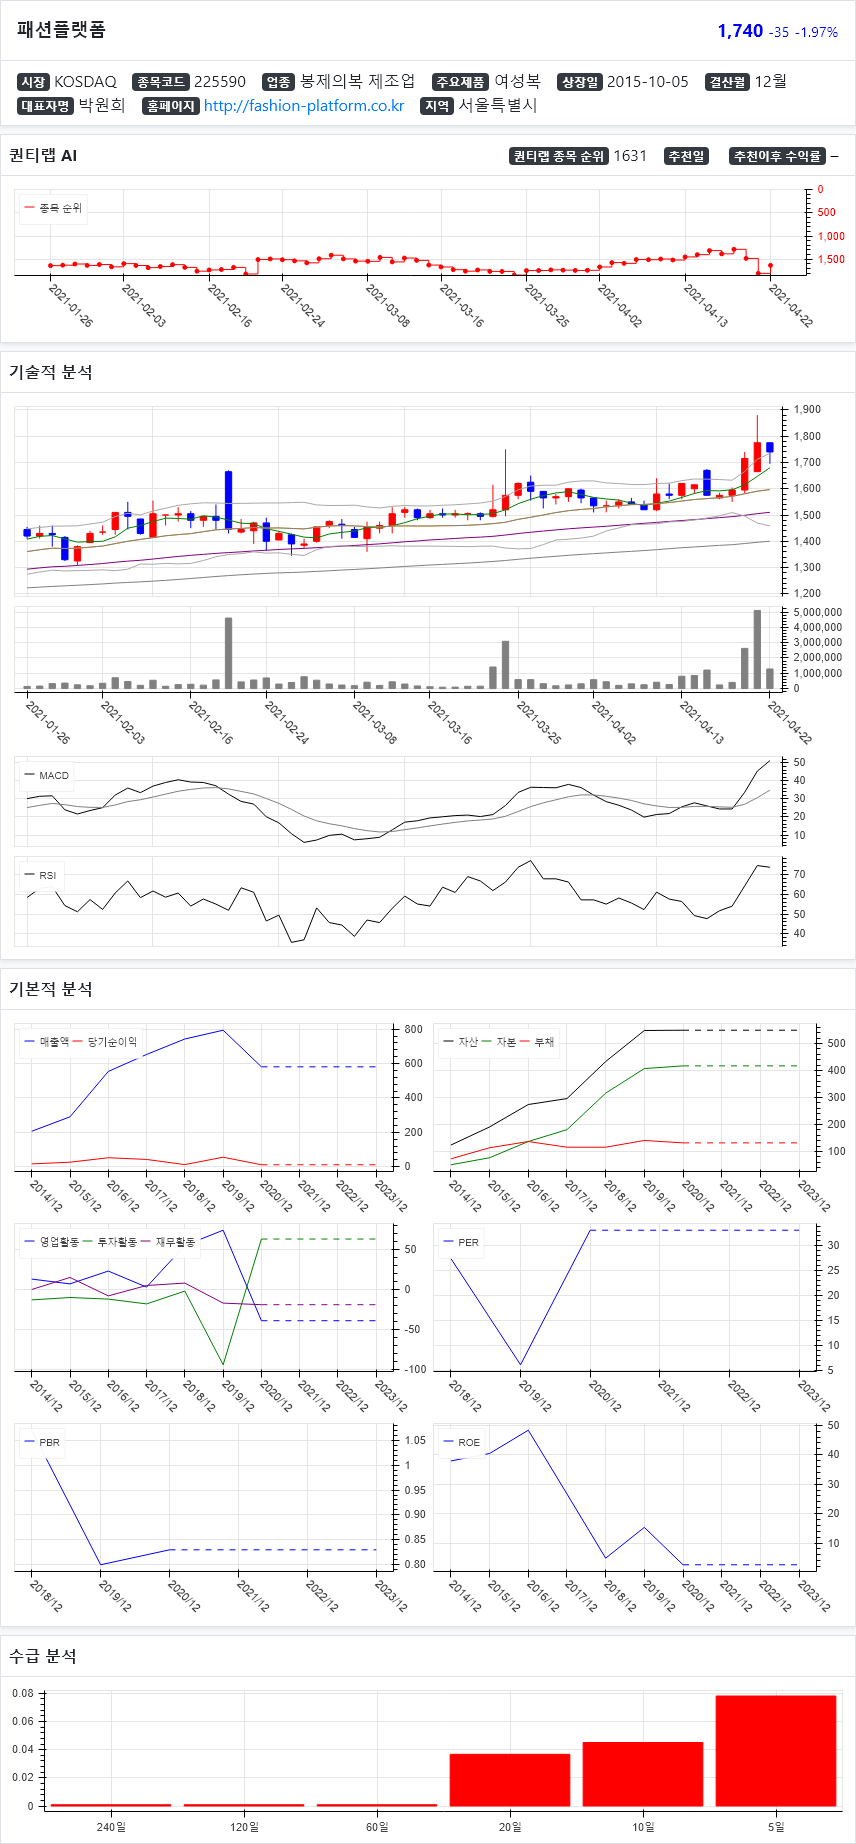 패션플랫폼 1,740 -35 -1.97%
시장 KOSDAQ 종목코드 225590 업종 봉제의복 제조업 주요제품 여성복 상장일 2015-10-05 결산월 12월
대표자명 박원희 홈페이지 http://fashion-platform.co.kr 지역 서울특별시
퀀티랩 AI 퀀티랩 종목 순위 1631 추천일 추천이후 수익률 –
종목 순위
0
500
1,000
1,500
2021-01-26 2021-02-03 2021-02-16 2021-02-24 2021-03-08 2021-03-16 2021-03-25 2021-04-02 2021-04-13 2021-04-22
기술적 분석
1,900
1,800
1,700
1,600
1,500
1,400
1,300
1,200
5,000,000
4,000,000
3,000,000
2,000,000
1,000,000
0
2021-01-26 2021-02-03 2021-02-16 2021-02-24 2021-03-08 2021-03-16 2021-03-25 2021-04-02 2021-04-13 2021-04-22
MACD
50
40
30
20
10
RSI
70
60
50
40
기본적 분석
매출액 당기순이익
800
600
400
200
0
2014/12 2015/12 2016/12 2017/12 2018/12 2019/12 2020/12 2021/12 2022/12 2023/12
자산 자본 부채
500
400
300
200
100
2014/12 2015/12 2016/12 2017/12 2018/12 2019/12 2020/12 2021/12 2022/12 2023/12
영업활동 투자활동 재무활동
50
0
-50
-100
2014/12 2015/12 2016/12 2017/12 2018/12 2019/12 2020/12 2021/12 2022/12 2023/12
PER
30
25
20
15
10
5
2018/12 2019/12 2020/12 2021/12 2022/12 2023/12
PBR
1.05
1
0.95
0.90
0.85
0.80
2018/12 2019/12 2020/12 2021/12 2022/12 2023/12
ROE
50
40
30
20
10
2014/12 2015/12 2016/12 2017/12 2018/12 2019/12 2020/12 2021/12 2022/12 2023/12
수급 분석
0.08
0.06
0.04
0.02
0
240일 120일 60일 20일 10일 5일